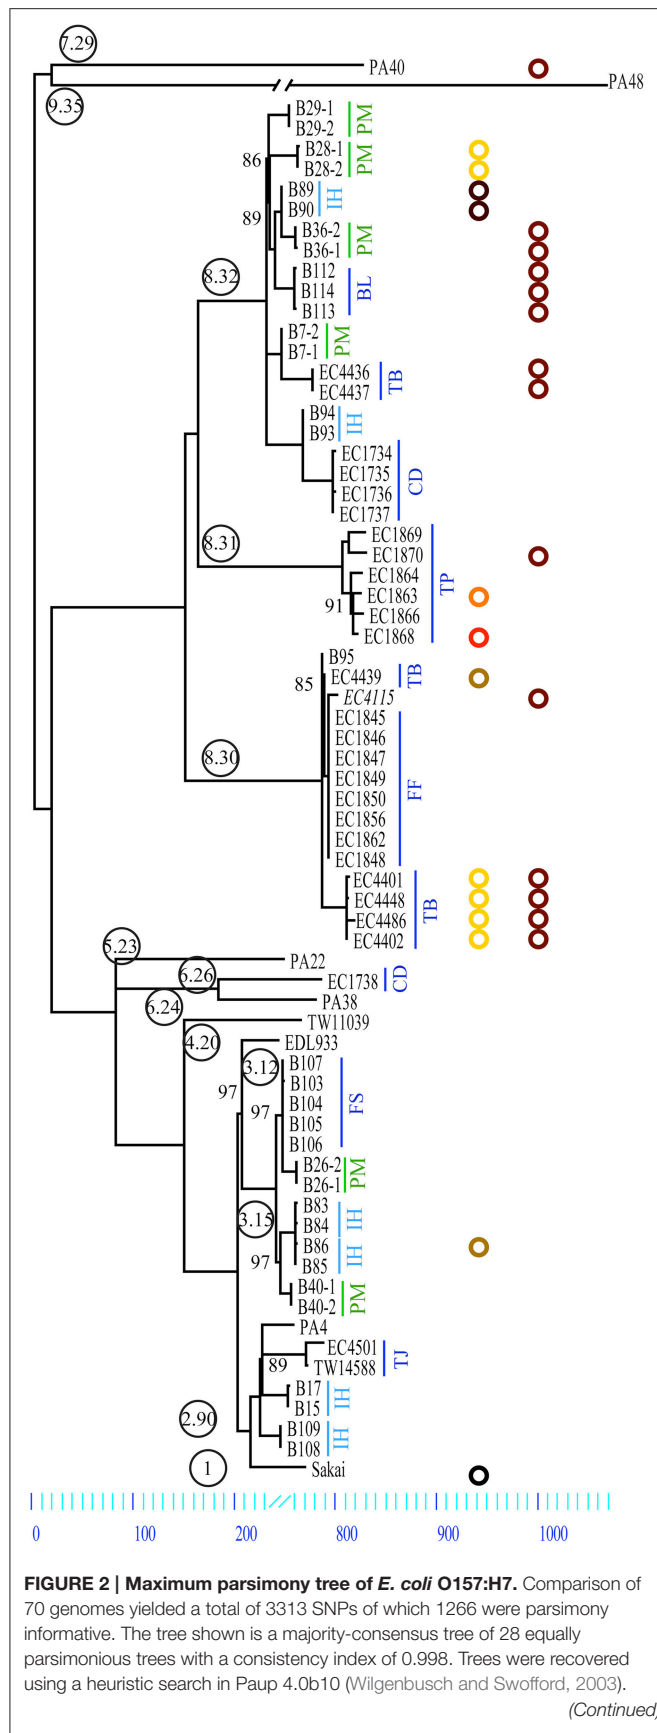 7.29
PA40
PA48
9.35
B29-1
B29-2
PM
B28-1
B28-2
PM
86
B89
B90
IH
89
B36-2
B36-1
PM
8.32
B112
B114
B113
BL
B7-2
B7-1
PM
EC4436
EC4437
TB
B94
B93
IH
EC1734
EC1735
EC1736
EC1737
CD
8.31
EC1869
EC1870
EC1864
EC1863
EC1866
EC1868
TP
91
B95
85
EC4439
TB
EC4115
8.30
EC1845
EC1846
EC1847
EC1849
EC1850
EC1856
EC1862
EC1848
FF
EC4401
EC4448
EC4486
EC4402
TB
5.23
PA22
6.26
EC1738
CD
6.24
PA38
TW11039
4.20
EDL933
3.12
97
97
B107
B103
B104
B105
B106
FS
B26-2
B26-1
PM
3.15
B83
B84
IH
B86
B85
IH
97
B40-1
B40-2
PM
PA4
89
EC4501
TW14588
TJ
B17
B15
IH
2.90
B109
B108
IH
1
Sakai
0 100 200 800 900 1000
FIGURE 2 | Maximum parsimony tree of E. coli O157:H7. Comparison of
70 genomes yielded a total of 3313 SNPs of which 1266 were parsimony
informative. The tree shown is a majority-consensus tree of 28 equally
parsimonious trees with a consistency index of 0.998. Trees were recovered
using a heuristic search in Paup 4.0b10 (Wilgenbusch and Swofford, 2003).
(Continued)